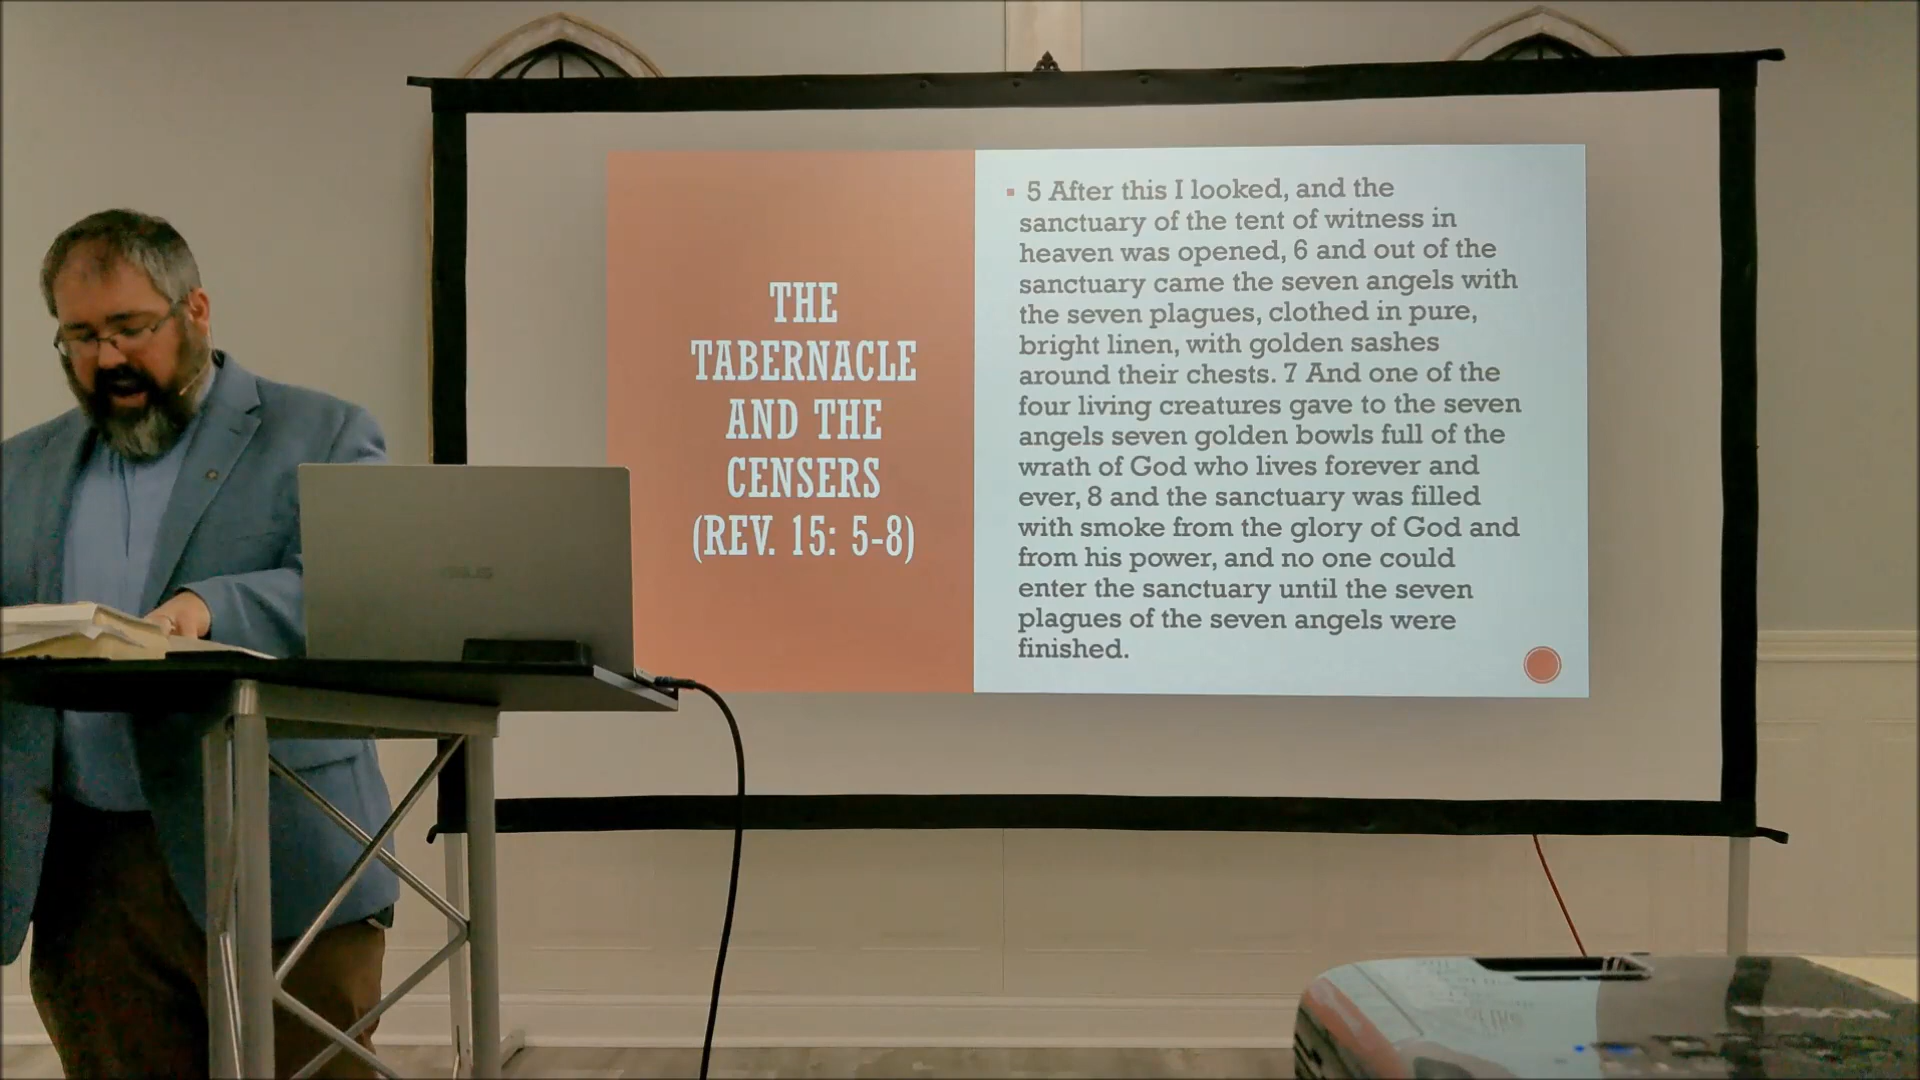 THE
TABERNACLE
AND THE
CENSERS
(REV. 15: 5-8)
5 After this I looked, and the
sanctuary of the tent of witness in
heaven was opened, 6 and out of the
sanctuary came the seven angels with
the seven plagues, clothed in pure,
bright linen, with golden sashes
around their chests. 7 And one of the
four living creatures gave to the seven
angels seven golden bowls full of the
wrath of God who lives forever and
ever, 8 and the sanctuary was filled
with smoke from the glory of God and
from his power, and no one could
enter the sanctuary until the seven
plagues of the seven angels were
finished.
ASUS